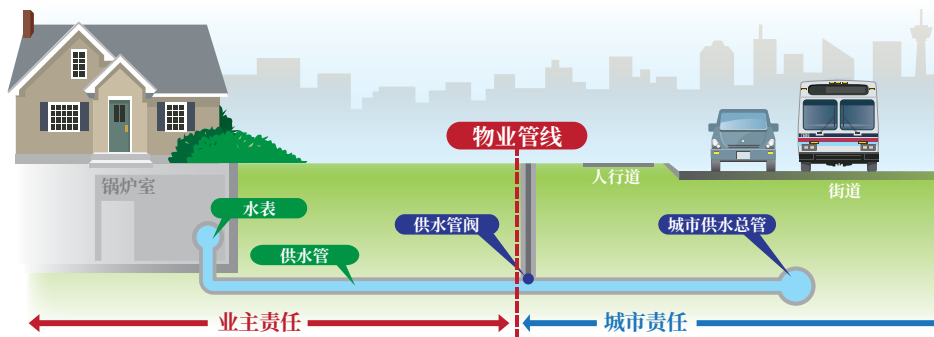 物业管线
人行道
街道
锅炉室
水表
供水管阀
城市供水总管
供水管
业主责任
城市责任